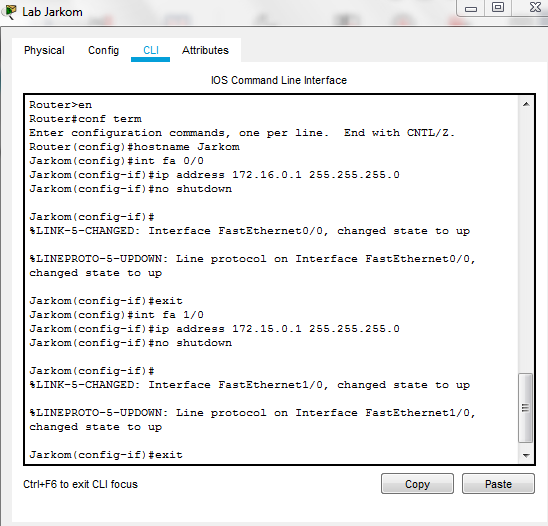 Lab Jarkom
Physical Config CLI Attributes
IOS Command Line Interface
Router>en
Router#conf term
Enter configuration commands, one per line.  End with CNTL/Z.
Router(config)#hostname Jarkom
Jarkom(config)#int fa 0/0
Jarkom(config-if)#ip address 172.16.0.1 255.255.255.0
Jarkom(config-if)#no shutdown
Jarkom(config-if)#
%LINK-5-CHANGED: Interface FastEthernet0/0, changed state to up
%LINEPROTO-5-UPDOWN: Line protocol on Interface FastEthernet0/0,
changed state to up
Jarkom(config-if)#exit
Jarkom(config)#int fa 1/0
Jarkom(config-if)#ip address 172.15.0.1 255.255.255.0
Jarkom(config-if)#no shutdown
Jarkom(config-if)#
%LINK-5-CHANGED: Interface FastEthernet1/0, changed state to up
%LINEPROTO-5-UPDOWN: Line protocol on Interface FastEthernet1/0,
changed state to up
Jarkom(config-if)#exit
Ctrl+F6 to exit CLI focus Copy Paste